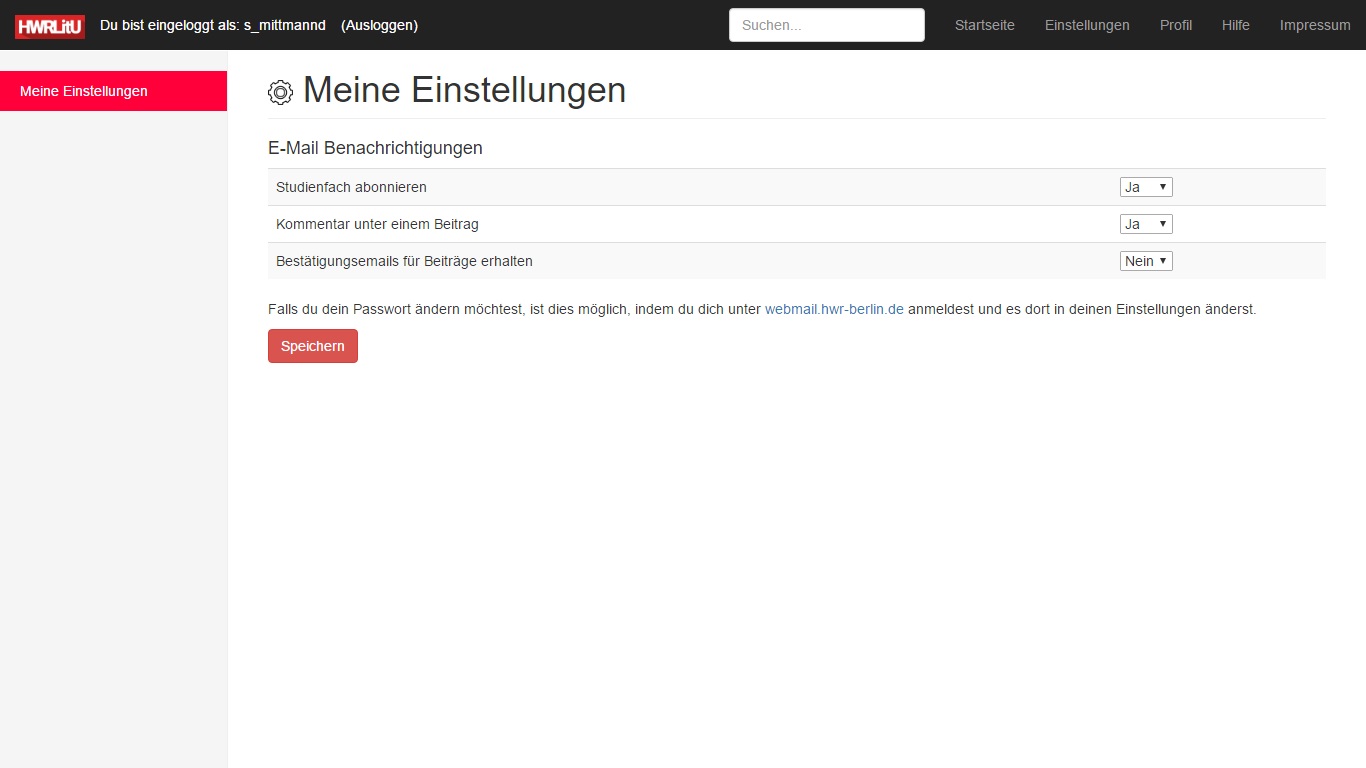 HWRLitU Du bist eingeloggt als: s_mittmannd (Ausloggen) Suchen... Startseite Einstellungen Profil Hilfe Impressum
Meine Einstellungen
Meine Einstellungen
E-Mail Benachrichtigungen
Studienfach abonnieren Ja
Kommentar unter einem Beitrag Ja
Bestätigungsemails für Beiträge erhalten Nein
Falls du dein Passwort ändern möchtest, ist dies möglich, indem du dich unter webmail.hwr-berlin.de anmeldest und es dort in deinen Einstellungen änderst.
Speichern